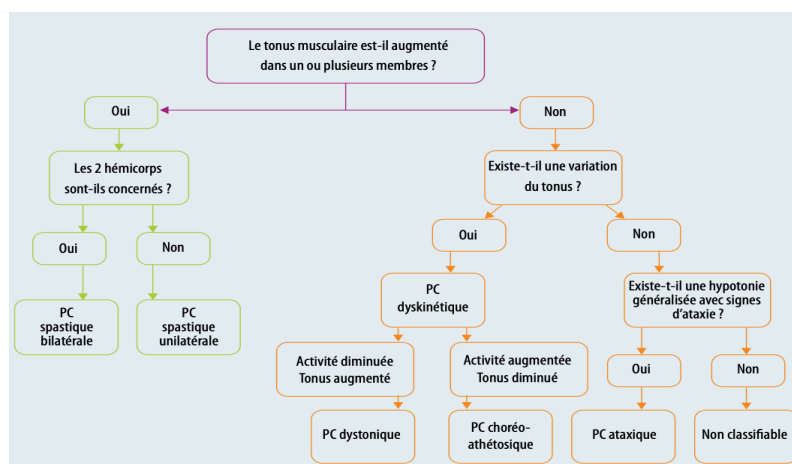 Le tonus musculaire est-il augmenté
dans un ou plusieurs membres ?
Oui
Non
Les 2 hémicorps
sont-ils concernés ?
Existe-t-il une variation
du tonus ?
Oui
Non
Oui
Non
PC
spastique
bilatérale
PC
spastique
unilatérale
PC
dyskinétique
Existe-t-il une hypotonie
généralisée avec signes
d'ataxie ?
Activité diminuée
Tonus augmenté
Activité augmentée
Tonus diminué
Oui
Non
PC dystonique
PC choréo-
athétosique
PC ataxique
Non classifiable